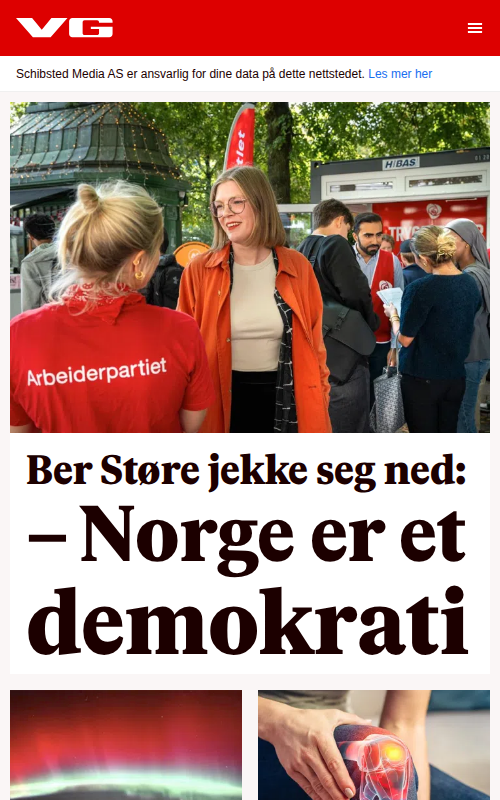 VG
Schibsted Media AS er ansvarlig for dine data på dette nettstedet. Les mer her
HIBAS
Arbeiderpartiet
Ber Støre jekke seg ned:
– Norge er et
demokrati